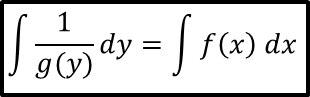 ∫ 1/g(y) dy = ∫ f(x) dx